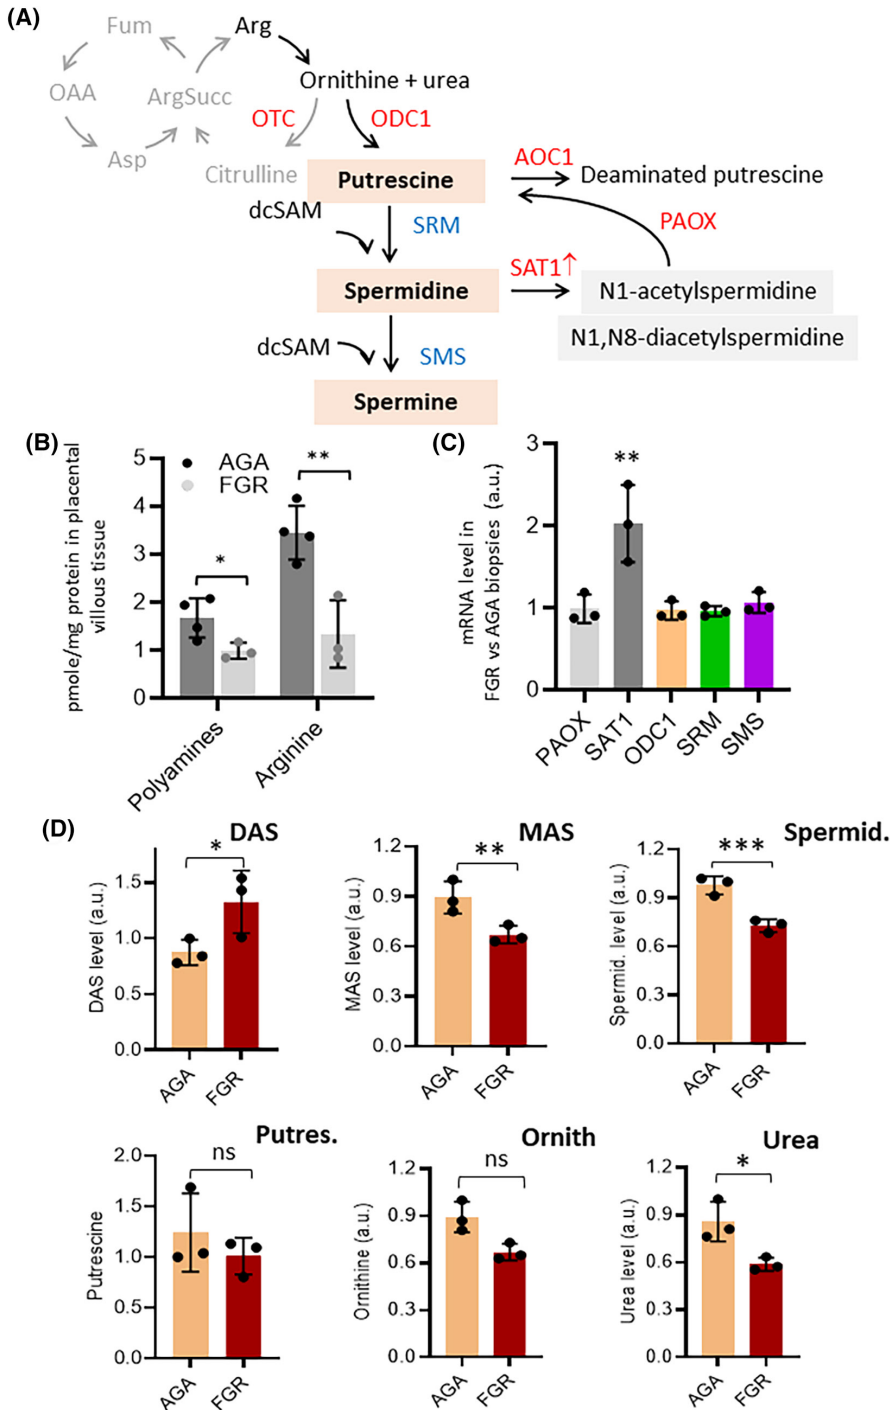 (A)
Fum
Arg
OAA
ArgSucc
Ornithine + urea
OTC
ODC1
Asp
Citrulline
AOC1
Putrescine
Deaminated putrescine
dcSAM
SRM
PAOX
SAT1↑
Spermidine
N1-acetylspermidine
N1,N8-diacetylspermidine
dcSAM
SMS
Spermine
(B)
pmole/mg protein in placental
villous tissue
5
4
3
2
1
0
AGA
FGR
*
**
Polyamines
Arginine
(C)
mRNA level in
FGR vs AGA biopsies (a.u.)
3
2
1
0
**
PAOX
SAT1
ODC1
SRM
SMS
(D)
DAS
DAS level (a.u.)
1.5
1.0
0.5
0.0
*
AGA
FGR
MAS
MAS level (a.u.)
1.2
0.9
0.6
0.3
0.0
**
AGA
FGR
Spermid.
Spermid. level (a.u.)
1.2
0.9
0.6
0.3
0.0
***
AGA
FGR
Putres.
Putrescine
2.0
1.5
1.0
0.5
0.0
ns
AGA
FGR
Ornith
Ornithine (a.u.)
1.2
0.9
0.6
0.3
0.0
ns
AGA
FGR
Urea
Urea level (a.u.)
1.2
0.9
0.6
0.3
0.0
*
AGA
FGR